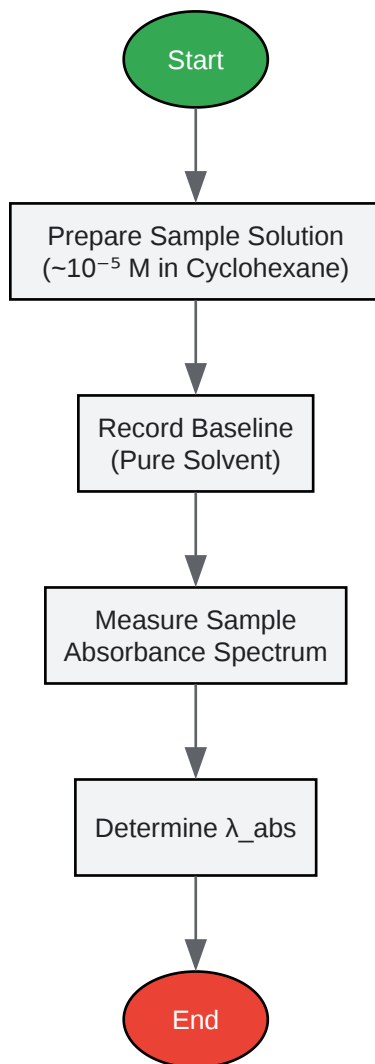 Start
Prepare Sample Solution
(~10⁻⁵ M in Cyclohexane)
Record Baseline
(Pure Solvent)
Measure Sample
Absorbance Spectrum
Determine λ_abs
End